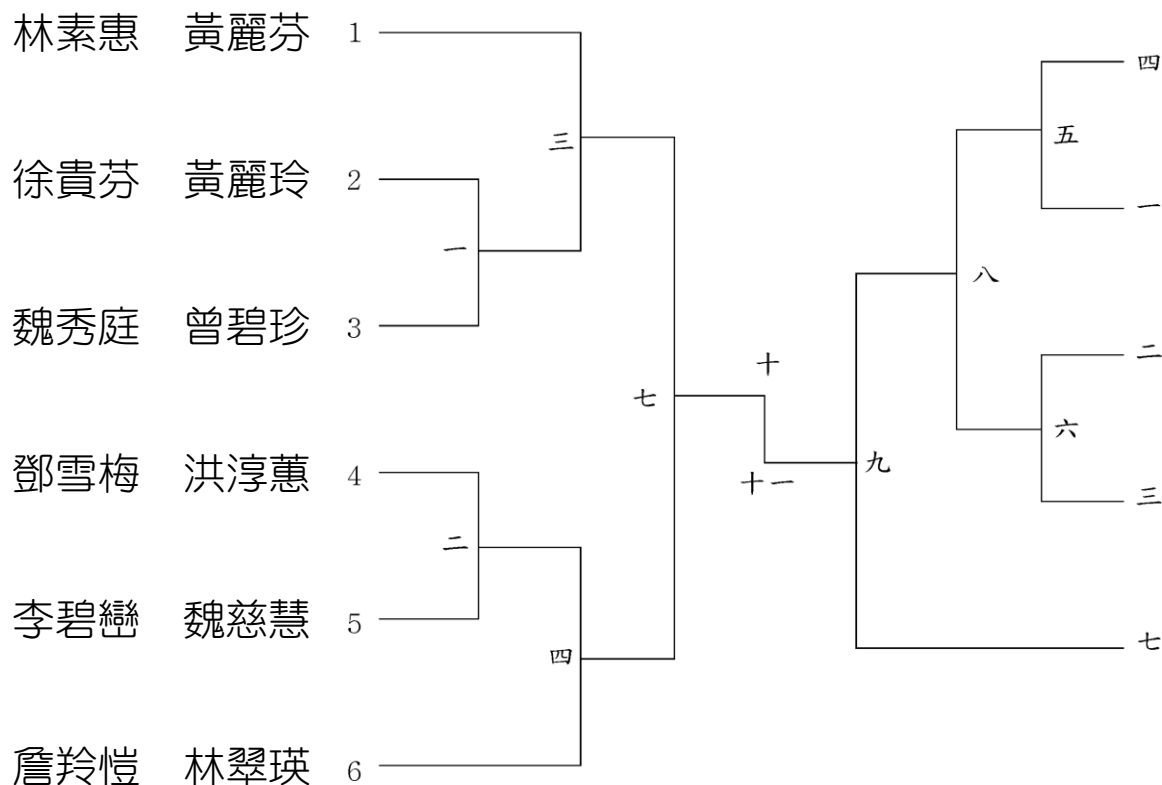 林素惠 黃麗芬 1
四
五
三
徐貴芬 黃麗玲 2
一
一
八
魏秀庭 曾碧珍 3
二
十
七
六
九
鄧雪梅 洪淳蕙 4
十一
三
二
李碧巒 魏慈慧 5
七
四
詹羚愷 林翠瑛 6